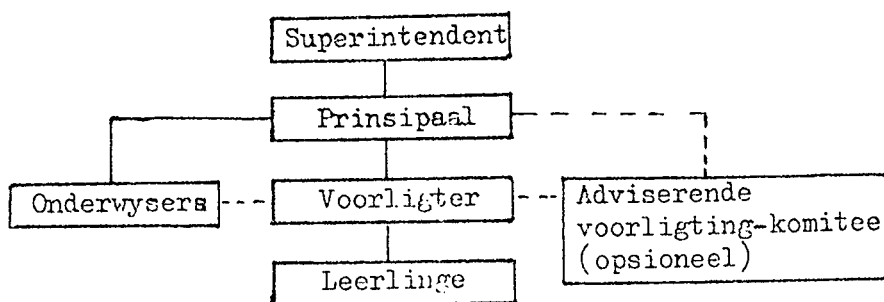 Superintendent
Prinsipaal
Onderwysers
Voorligter
Adviserende
voorligting-komitee
(opsioneel)
Leerlinge